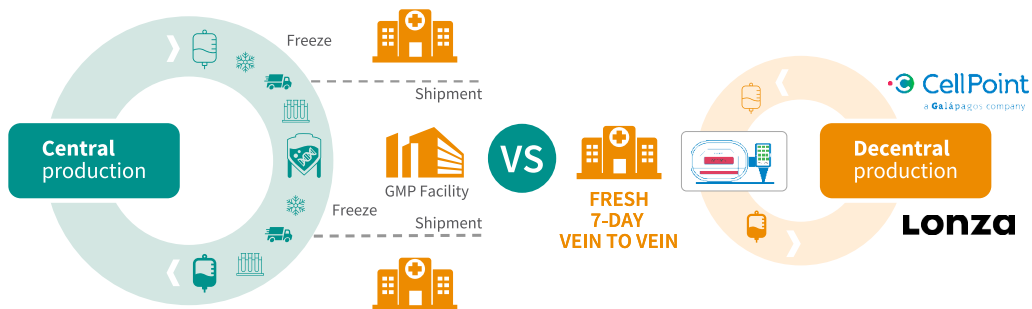 Freeze
Shipment
Central
production
GMP Facility
Freeze
Shipment
VS
FRESH
7-DAY
VEIN TO VEIN
CellPoint
a Galápagos company
Decentral
production
Lonza